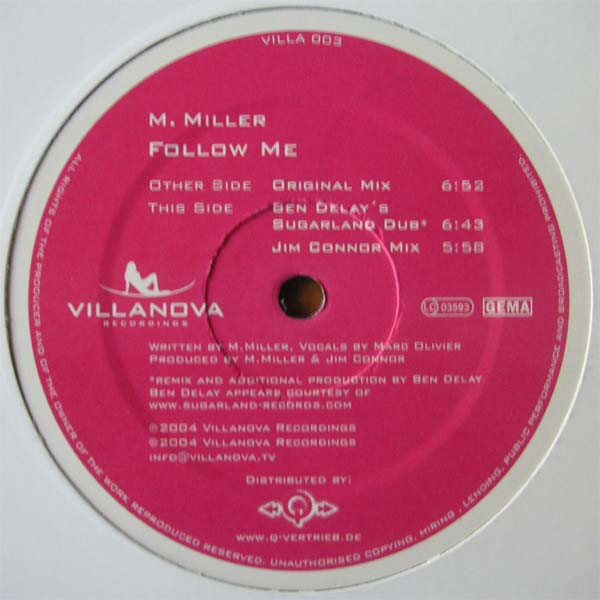 VILLA 003
M. MILLER
FOLLOW ME
OTHER SIDE ORIGINAL MIX 6:52
THIS SIDE BEN DELAY´S
SUGARLAND DUB* 6:43
JIM CONNOR MIX 5:58
VILLANOVA
RECORDINGS
LC 03593 GEMA
WRITTEN BY M.MILLER, VOCALS BY MARC OLIVIER
PRODUCED BY M.MILLER & JIM CONNOR
*REMIX AND ADDITIONAL PRODUCTION BY BEN DELAY
BEN DELAY APPEARS COURTESY OF
WWW.SUGARLAND-RECORDS.COM
℗2004 VILLANOVA RECORDINGS
©2004 VILLANOVA RECORDINGS
INFO@VILLANOVA.TV
DISTRIBUTED BY:
Q
WWW.Q-VERTRIEB.DE
ALL RIGHTS OF THE PRODUCER AND OF THE OWNER OF THE WORK REPRODUCED RESERVED. UNAUTHORISED COPYING, HIRING, LENDING, PUBLIC PERFORMANCE AND BROADCASTING PROHIBITED.